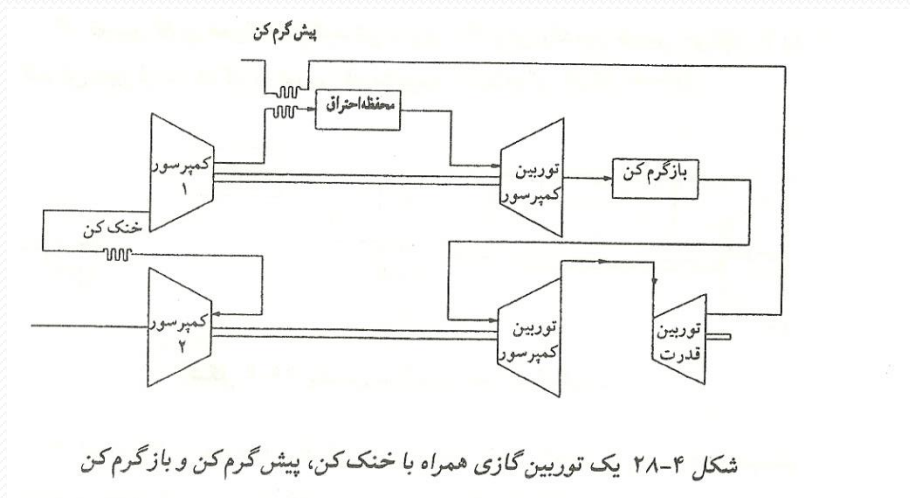 پیش گرم کن
محفظه احتراق
کمپرسور
۱
توربین
کمپرسور
بازگرم کن
خنک کن
کمپرسور
۲
توربین
کمپرسور
توربین
قدرت
شکل ۴-۲۸ یک توربین گازی همراه با خنک کن، پیش گرم کن و بازگرم کن